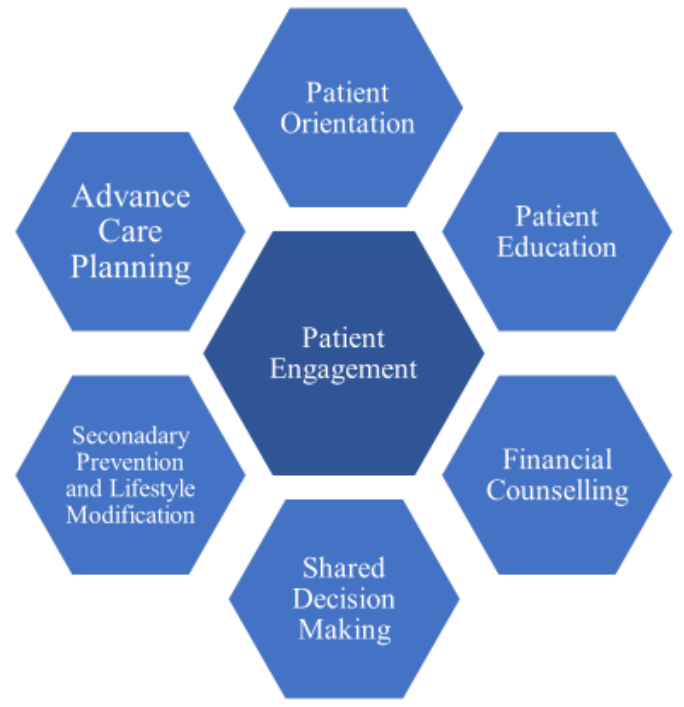 Patient
Orientation
Advance
Care
Planning
Patient
Education
Patient
Engagement
Seconadary
Prevention
and Lifestyle
Modification
Financial
Counselling
Shared
Decision
Making